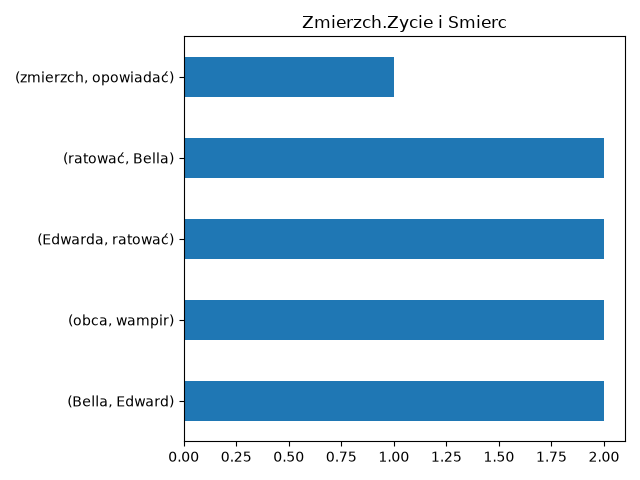 Zmierzch.Zycie i Smierc
(zmierzch, opowiadać)
(ratować, Bella)
(Edwarda, ratować)
(obca, wampir)
(Bella, Edward)
0.00 0.25 0.50 0.75 1.00 1.25 1.50 1.75 2.00